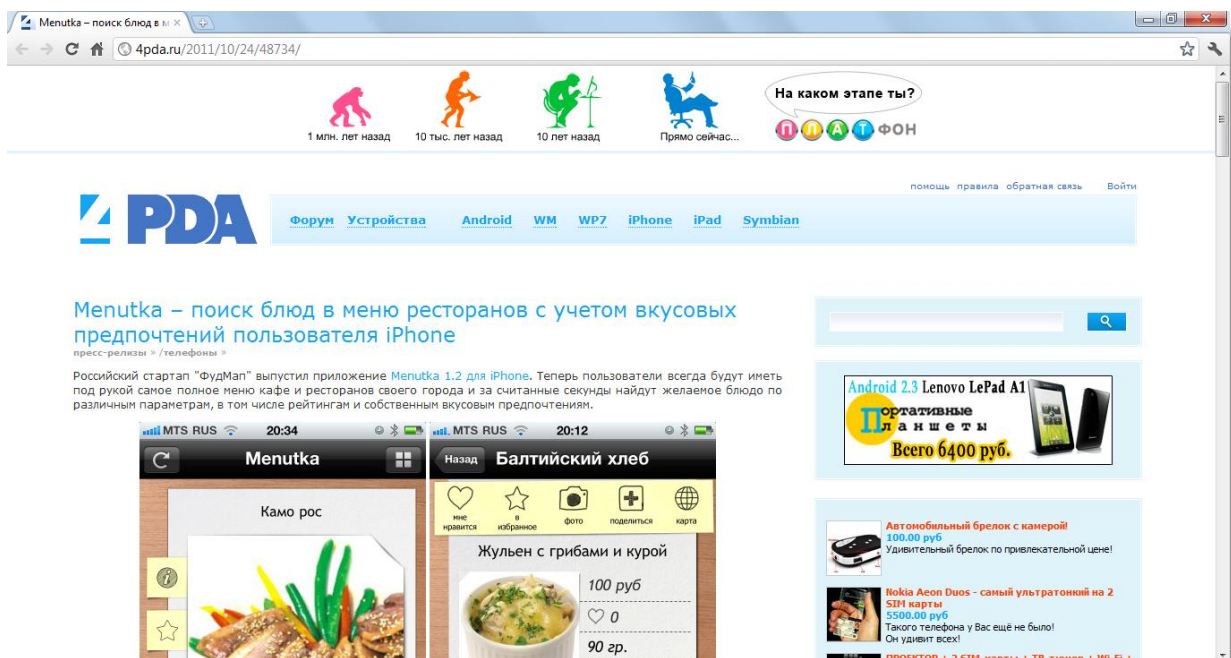 Menutka – поиск блюд в м
4pda.ru/2011/10/24/48734/
1 млн. лет назад
10 тыс. лет назад
10 лет назад
Прямо сейчас...
На каком этапе ты?
ПЛАТФОН
помощь правила обратная связь Войти
4PDA
Форум Устройства Android WM WP7 iPhone iPad Symbian
Menutka – поиск блюд в меню ресторанов с учетом вкусовых
предпочтений пользователя iPhone
пресс-релизы » /телефоны »
Российский стартап "ФудМап" выпустил приложение Menutka 1.2 для iPhone. Теперь пользователи всегда будут иметь
под рукой самое полное меню кафе и ресторанов своего города и за считанные секунды найдут желаемое блюдо по
различным параметрам, в том числе рейтингам и собственным вкусовым предпочтениям.
MTS RUS 20:34
Menutka
Камо рос
MTS RUS 20:12
Назад Балтийский хлеб
мне нравится
в избранное
фото
поделиться
карта
Жульен с грибами и курой
100 руб
0
90 гр.
Android 2.3 Lenovo LePad A1
Портативные
Планшеты
Всего 6400 руб.
Автомобильный брелок с камерой!
100.00 руб
Удивительный брелок по привлекательной цене!
Nokia Aeon Duos - самый ультратонкий на 2
SIM карты
5500.00 руб
Такого телефона у Вас ещё не было!
Он удивит всех!
ПРОЕКТОР + 2 SIM-карты + ТВ-тюнер + Wi-Fi +